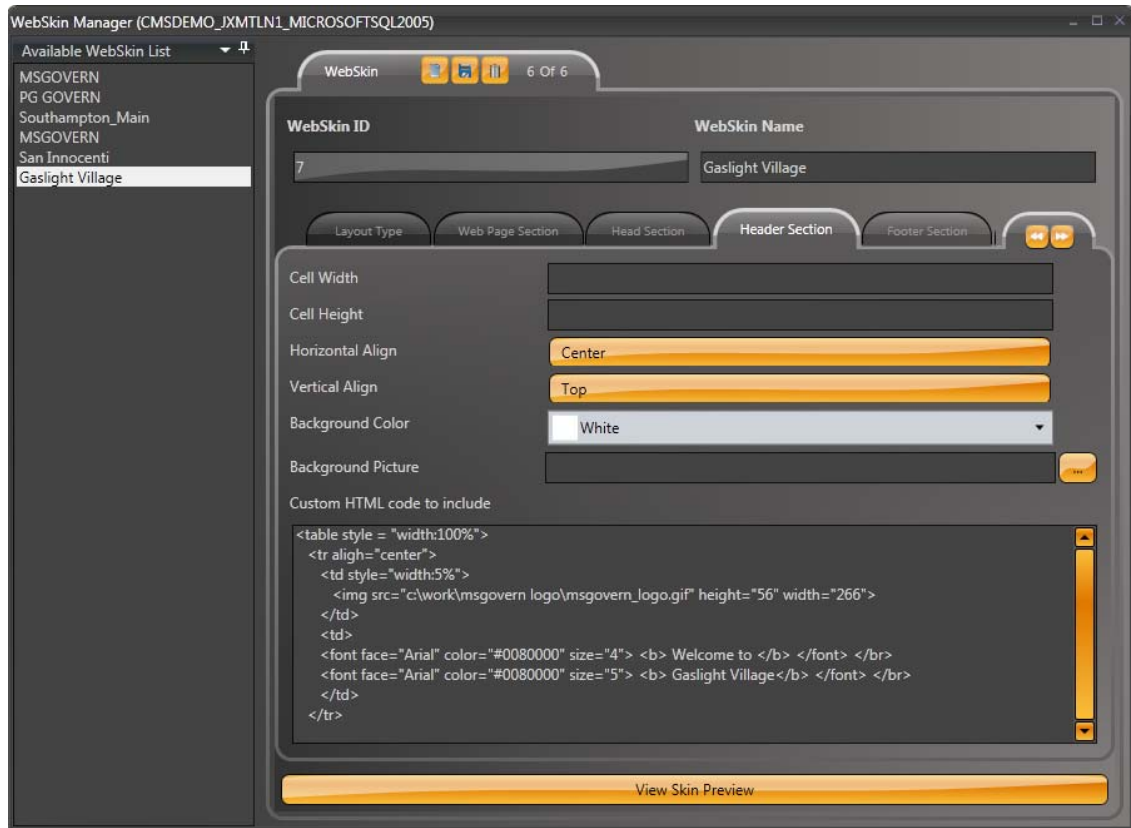 WebSkin Manager (CMSDEMO_JXMTLN1_MICROSOFTSQL2005)
Available WebSkin List
MSGOVERN
PG GOVERN
Southampton_Main
MSGOVERN
San Innocenti
Gaslight Village
WebSkin 6 Of 6
WebSkin ID WebSkin Name
7 Gaslight Village
Layout Type Web Page Section Head Section Header Section Footer Section
Cell Width
Cell Height
Horizontal Align Center
Vertical Align Top
Background Color White
Background Picture ...
Custom HTML code to include
<table style = "width:100%">
<tr aligh="center">
<td style="width:5%">
<img src="c:\work\msgovern logo\msgovern_logo.gif" height="56" width="266">
</td>
<td>
<font face="Arial" color="#0080000" size="4"> <b> Welcome to </b> </font> </br>
<font face="Arial" color="#0080000" size="5"> <b> Gaslight Village</b> </font> </br>
</td>
</tr>
View Skin Preview